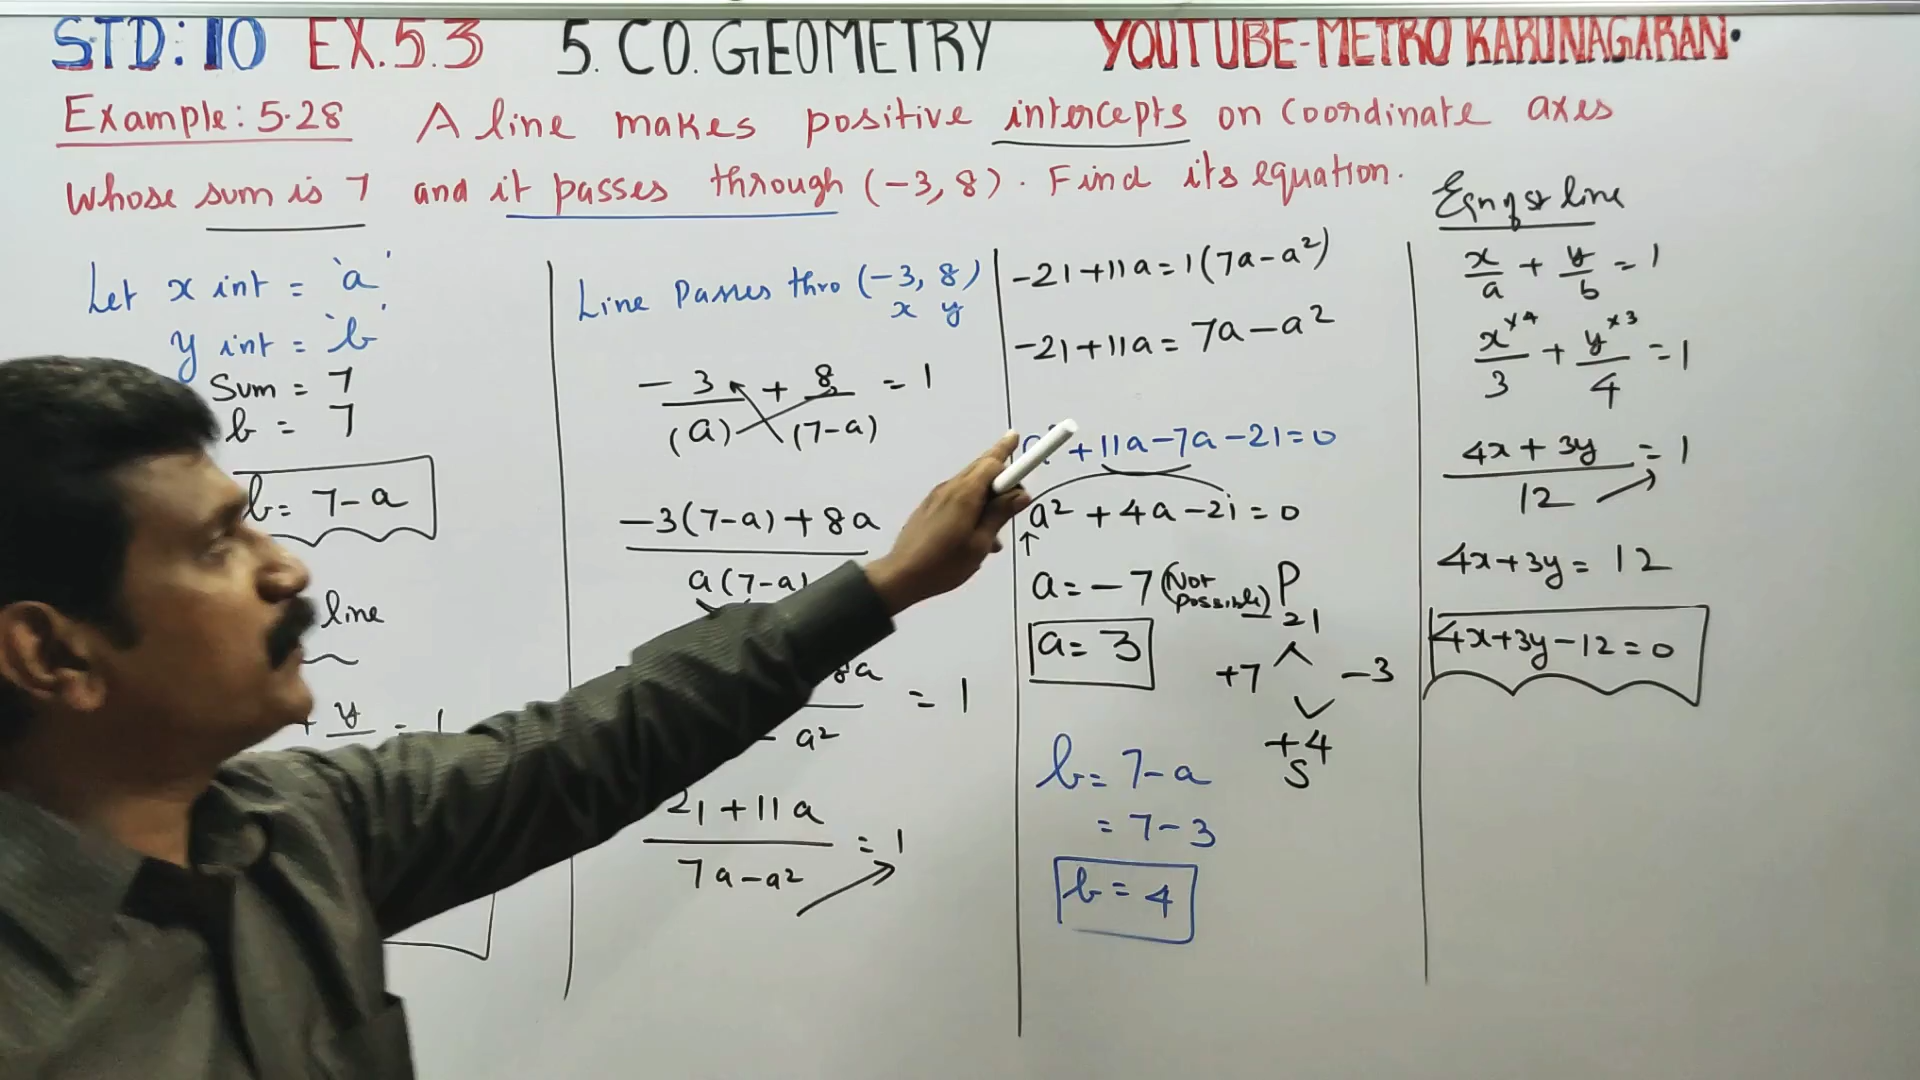 STD: 10 EX.5.3 5. CO. GEOMETRY YOUTUBE-METRO KARUNAGARAN.
Example: 5.28 A line makes positive intercepts on coordinate axes
whose sum is 7 and it passes through (-3, 8). Find its equation.
Let x int = 'a'
y int = 'b'
Sum = 7
b = 7
b = 7-a
line
+ y = 1
Line Passes thro (-3, 8)
x y
-3/(a) + 8/(7-a) = 1
-3(7-a) + 8a
a(7-a)
8a
- a² = 1
21 + 11a
7a - a² = 1
-21 + 11a = 1(7a - a²)
-21 + 11a = 7a - a²
a² + 11a - 7a - 21 = 0
a² + 4a - 21 = 0
a = -7 (Not possible) P
21
a = 3
+7 -3
+4
S
b = 7 - a
= 7 - 3
b = 4
Eqn of st line
x/a + y/b = 1
x×4/3 + y×3/4 = 1
4x + 3y/12 = 1
4x + 3y = 12
4x + 3y - 12 = 0